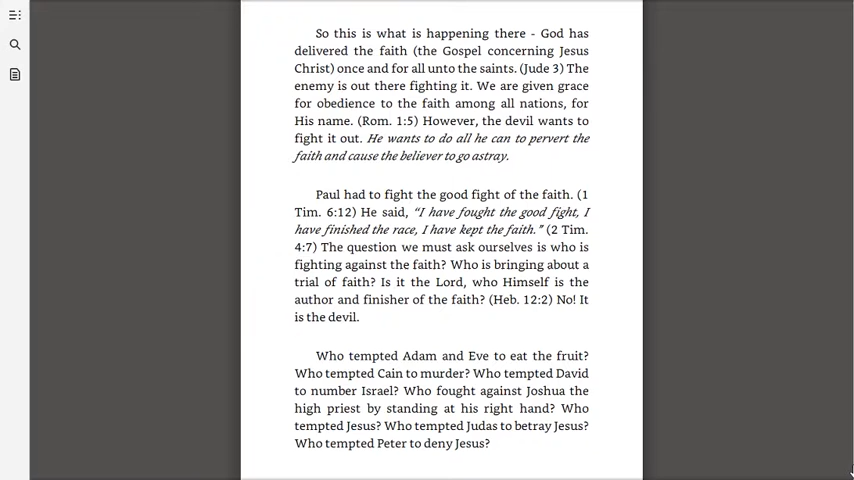 So this is what is happening there - God has
delivered the faith (the Gospel concerning Jesus
Christ) once and for all unto the saints. (Jude 3) The
enemy is out there fighting it. We are given grace
for obedience to the faith among all nations, for
His name. (Rom. 1:5) However, the devil wants to
fight it out. He wants to do all he can to pervert the
faith and cause the believer to go astray.
Paul had to fight the good fight of the faith. (1
Tim. 6:12) He said, “I have fought the good fight, I
have finished the race, I have kept the faith.” (2 Tim.
4:7) The question we must ask ourselves is who is
fighting against the faith? Who is bringing about a
trial of faith? Is it the Lord, who Himself is the
author and finisher of the faith? (Heb. 12:2) No! It
is the devil.
Who tempted Adam and Eve to eat the fruit?
Who tempted Cain to murder? Who tempted David
to number Israel? Who fought against Joshua the
high priest by standing at his right hand? Who
tempted Jesus? Who tempted Judas to betray Jesus?
Who tempted Peter to deny Jesus?